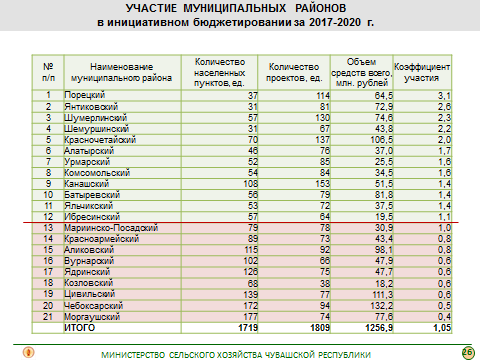 УЧАСТИЕ МУНИЦИПАЛЬНЫХ РАЙОНОВ
в инициативном бюджетировании за 2017-2020 г.
№ п/п Наименование муниципального района Количество населенных пунктов, ед. Количество проектов, ед. Объем средств всего, млн. рублей Коэффициент участия
1 Порецкий 37 114 64,5 3,1
2 Янтиковский 31 81 72,9 2,6
3 Шумерлинский 57 130 74,6 2,3
4 Шемуршинский 31 67 43,8 2,2
5 Красночетайский 70 137 106,5 2,0
6 Алатырский 46 76 37,0 1,7
7 Урмарский 52 85 25,5 1,6
8 Комсомольский 54 84 34,5 1,6
9 Канашский 108 153 51,5 1,4
10 Батыревский 56 79 81,8 1,4
11 Яльчикский 53 72 37,5 1,4
12 Ибресинский 57 64 19,5 1,1
13 Мариинско-Посадский 79 78 30,9 1,0
14 Красноармейский 89 73 43,4 0,8
15 Аликовский 115 92 98,1 0,8
16 Вурнарский 102 66 47,9 0,6
17 Ядринский 126 75 47,7 0,6
18 Козловский 68 38 18,2 0,6
19 Цивильский 139 77 111,3 0,6
20 Чебоксарский 172 94 132,2 0,5
21 Моргаушский 177 74 77,6 0,4
ИТОГО 1719 1809 1256,9 1,05
МИНИСТЕРСТВО СЕЛЬСКОГО ХОЗЯЙСТВА ЧУВАШСКОЙ РЕСПУБЛИКИ
26